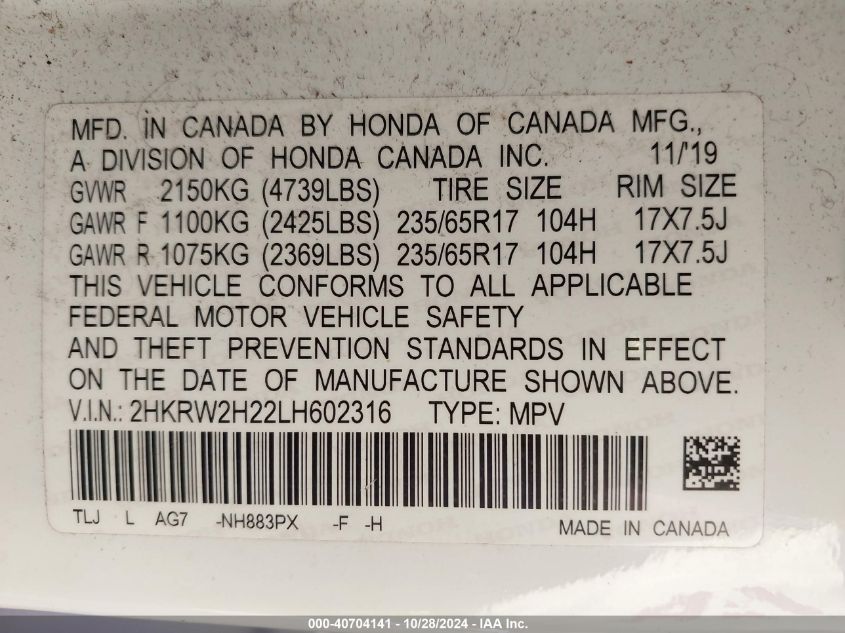 MFD. IN CANADA BY HONDA OF CANADA MFG.,
A DIVISION OF HONDA CANADA INC. 11/'19
GVWR 2150KG (4739LBS) TIRE SIZE RIM SIZE
GAWR F 1100KG (2425LBS) 235/65R17 104H 17X7.5J
GAWR R 1075KG (2369LBS) 235/65R17 104H 17X7.5J
THIS VEHICLE CONFORMS TO ALL APPLICABLE
FEDERAL MOTOR VEHICLE SAFETY
AND THEFT PREVENTION STANDARDS IN EFFECT
ON THE DATE OF MANUFACTURE SHOWN ABOVE.
V.I.N.: 2HKRW2H22LH602316 TYPE: MPV
TLJ L AG7 -NH883PX -F -H
MADE IN CANADA
000-40704141 - 10/28/2024 - IAA Inc.